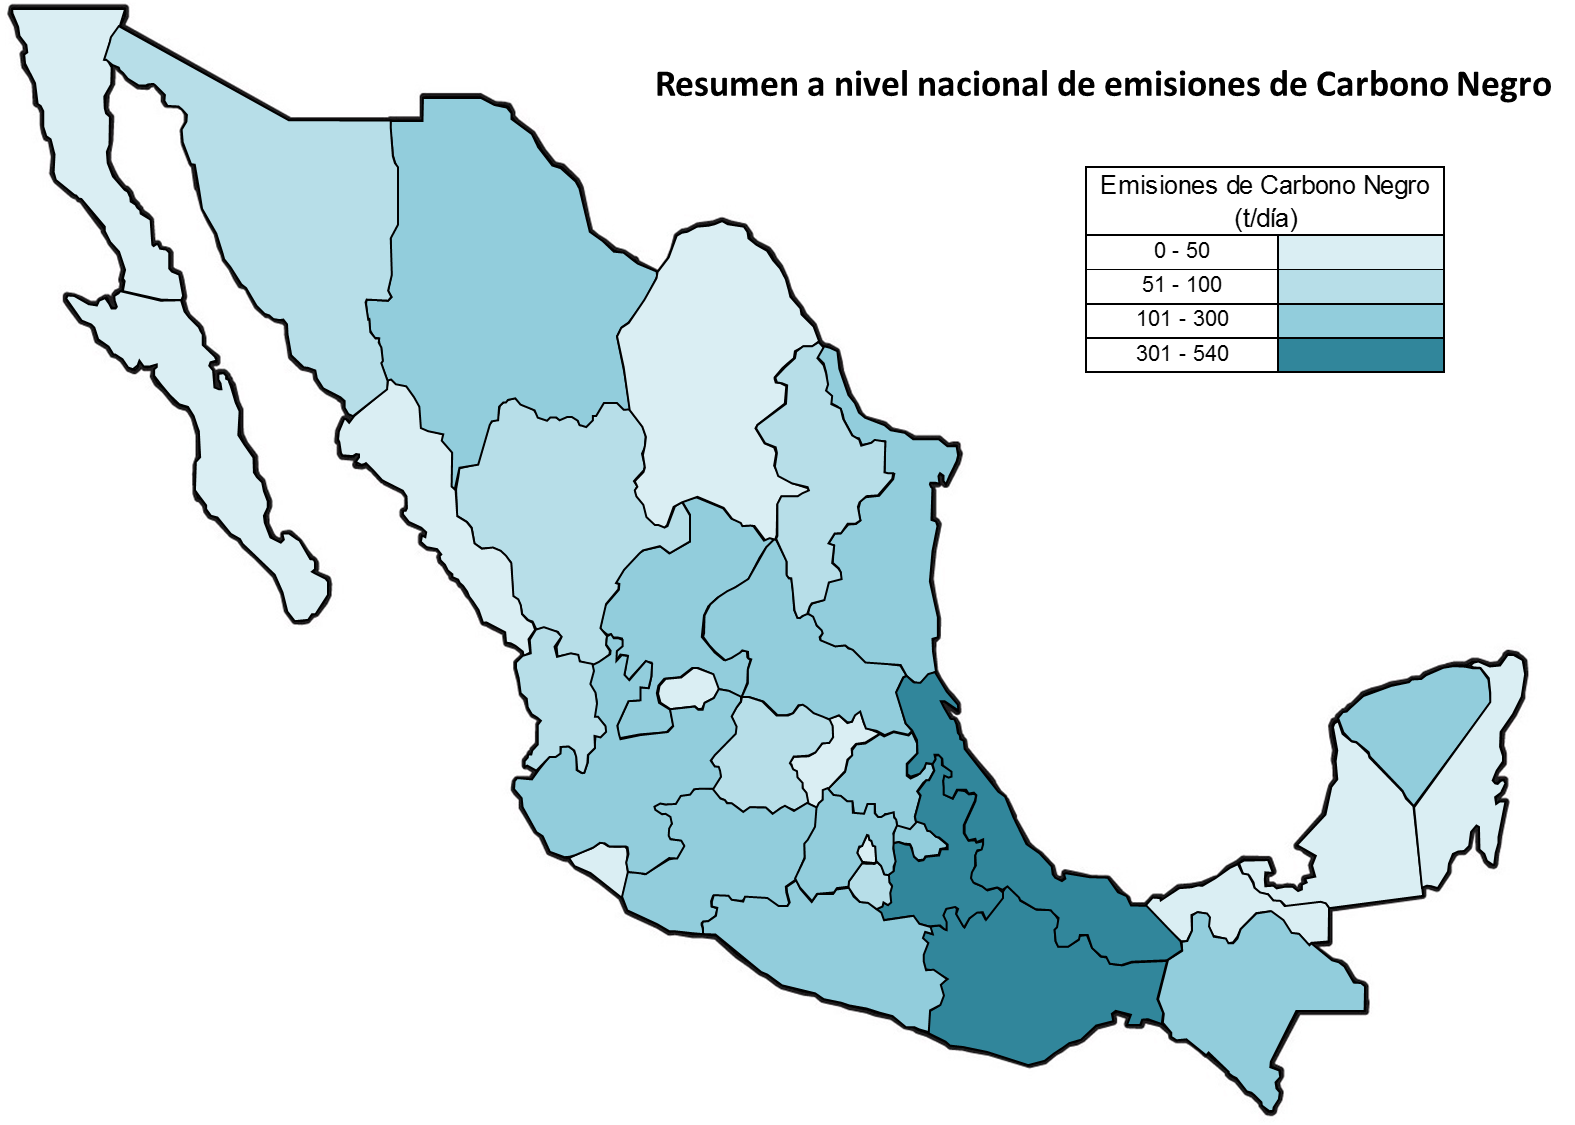 Resumen a nivel nacional de emisiones de Carbono Negro
Emisiones de Carbono Negro
(t/día)
0 - 50
51 - 100
101 - 300
301 - 540